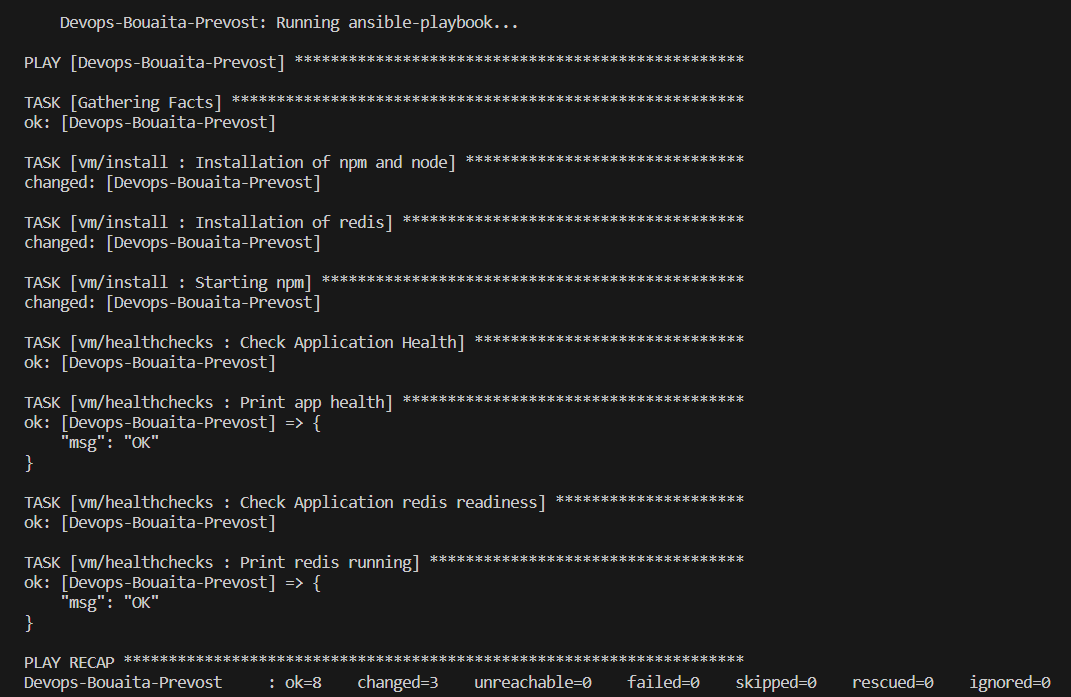 Devops-Bouaita-Prevost: Running ansible-playbook...
PLAY [Devops-Bouaita-Prevost] **************************************************
TASK [Gathering Facts] *********************************************************
ok: [Devops-Bouaita-Prevost]
TASK [vm/install : Installation of npm and node] *******************************
changed: [Devops-Bouaita-Prevost]
TASK [vm/install : Installation of redis] **************************************
changed: [Devops-Bouaita-Prevost]
TASK [vm/install : Starting npm] ***********************************************
changed: [Devops-Bouaita-Prevost]
TASK [vm/healthchecks : Check Application Health] ******************************
ok: [Devops-Bouaita-Prevost]
TASK [vm/healthchecks : Print app health] **************************************
ok: [Devops-Bouaita-Prevost] => {
    "msg": "OK"
}
TASK [vm/healthchecks : Check Application redis readiness] *********************
ok: [Devops-Bouaita-Prevost]
TASK [vm/healthchecks : Print redis running] ***********************************
ok: [Devops-Bouaita-Prevost] => {
    "msg": "OK"
}
PLAY RECAP *********************************************************************
Devops-Bouaita-Prevost     : ok=8    changed=3    unreachable=0    failed=0    skipped=0    rescued=0    ignored=0